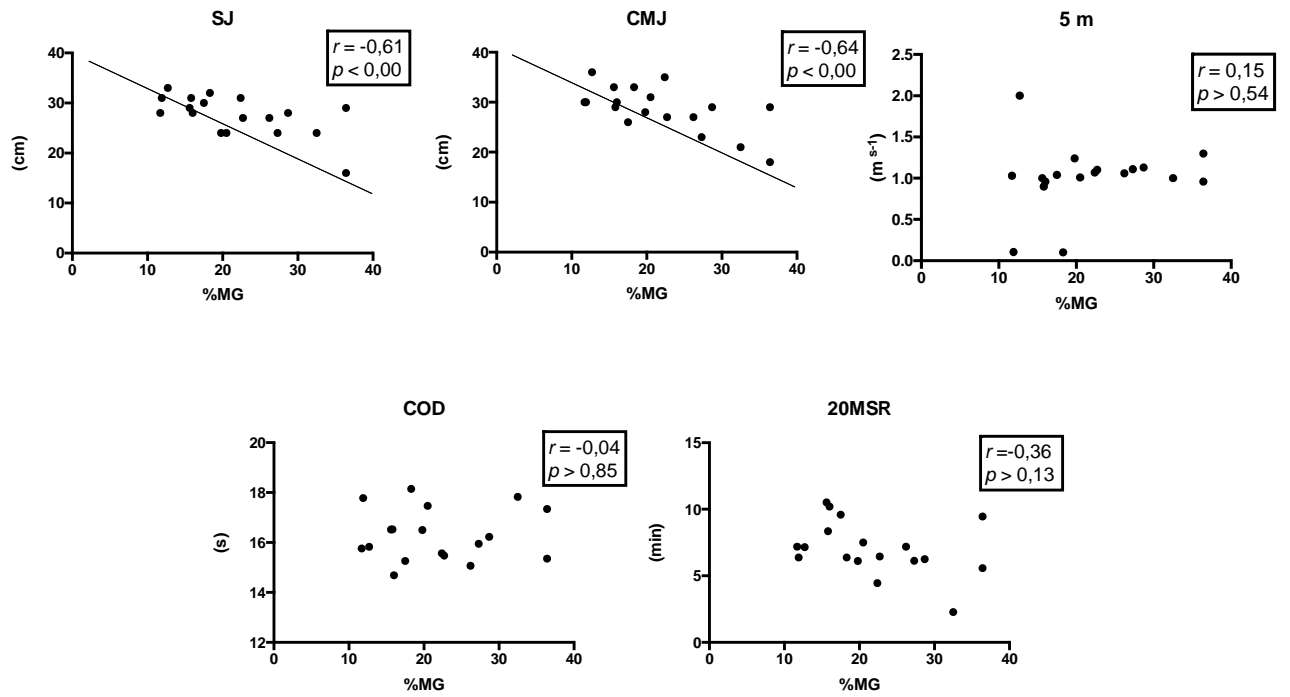 SJ
r = -0,61
p < 0,00
40
30
20
10
0
(cm)
0 10 20 30 40
%MG
CMJ
r = -0,64
p < 0,00
40
30
20
10
0
(cm)
0 10 20 30 40
%MG
5 m
r = 0,15
p > 0,54
2.5
2.0
1.5
1.0
0.5
0.0
(m s-1)
0 10 20 30 40
%MG
COD
r = -0,04
p > 0,85
20
18
16
14
12
(s)
0 10 20 30 40
%MG
20MSR
r =-0,36
p > 0,13
15
10
5
0
(min)
0 10 20 30 40
%MG